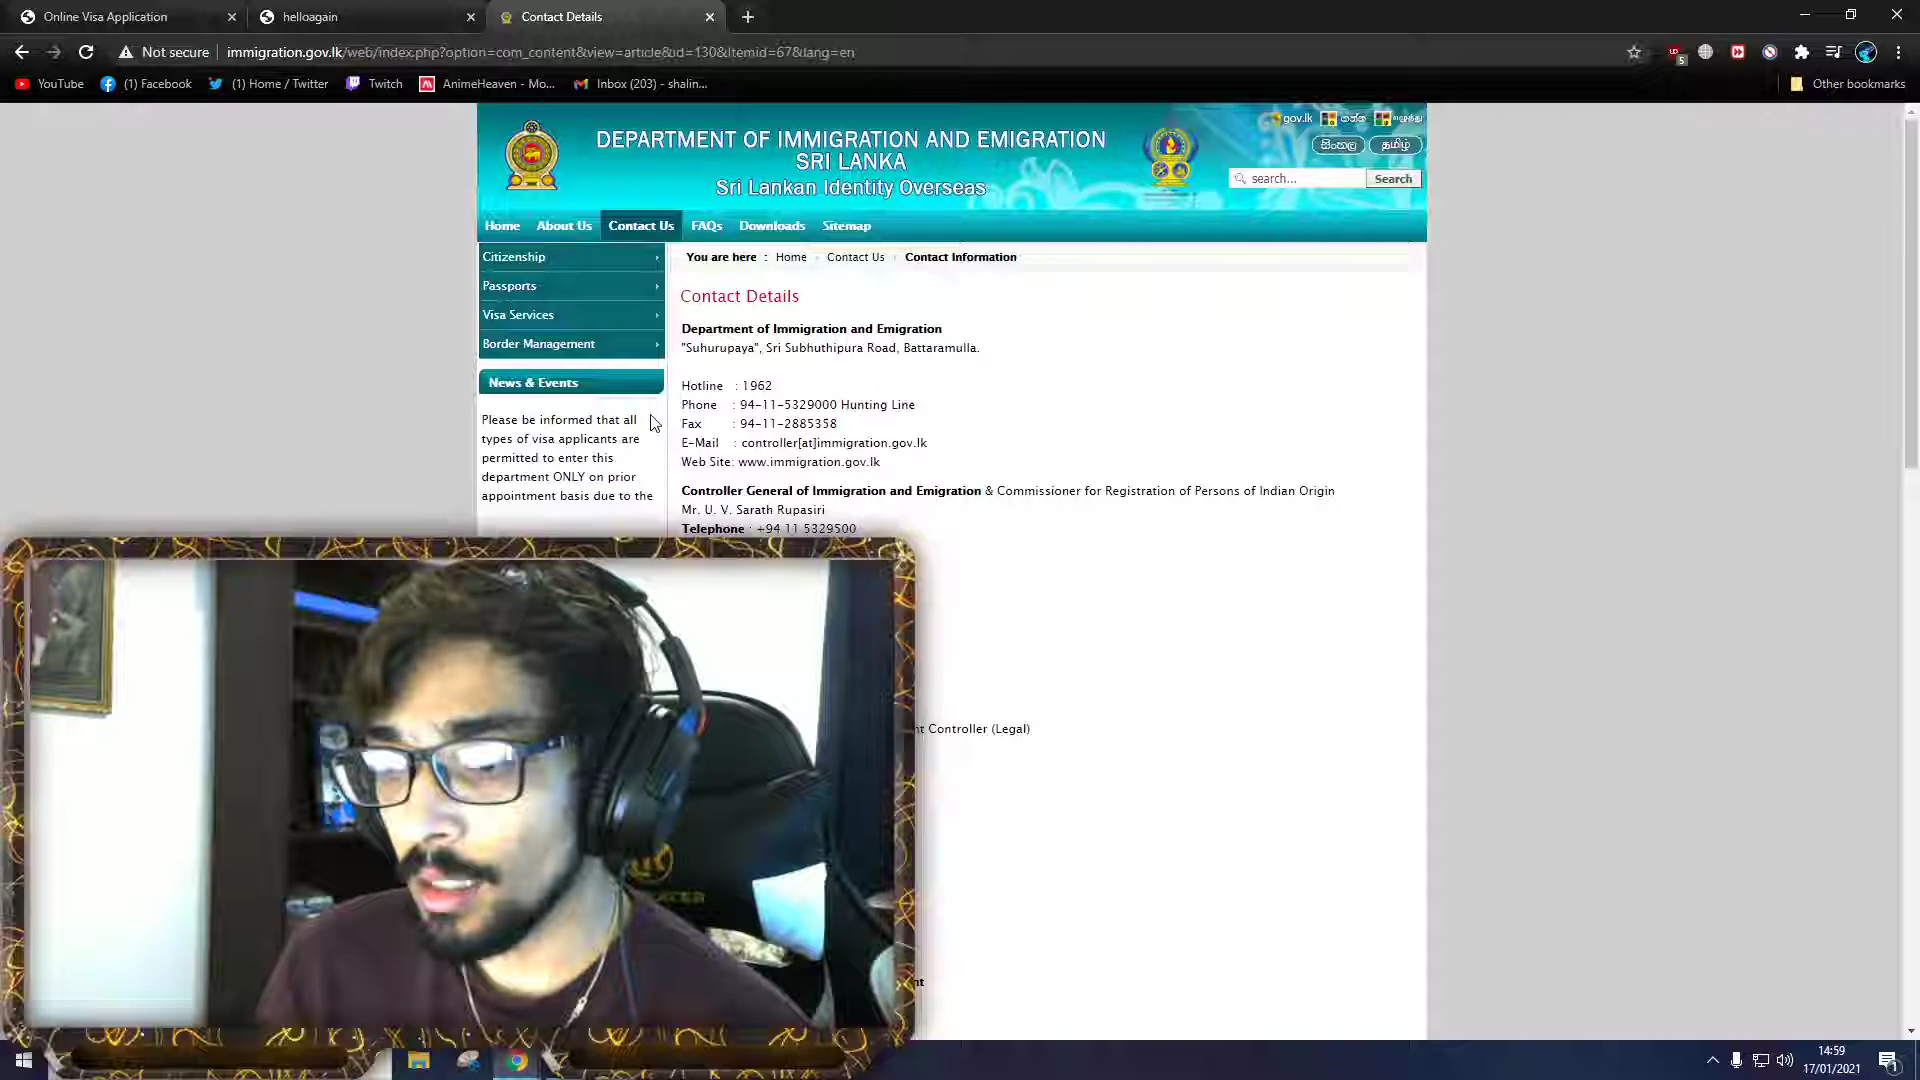 Online Visa Application
helloagain
Contact Details
Not secure
immigration.gov.lk/web/index.php?option=com_content&view=article&id=130&Itemid=67&lang=en
5
YouTube
(1) Facebook
(1) Home / Twitter
Twitch
AnimeHeaven - Mo...
Inbox (203) - shalin...
Other bookmarks
DEPARTMENT OF IMMIGRATION AND EMIGRATION
SRI LANKA
Sri Lankan Identity Overseas
gov.lk
සිංහල
தமிழ்
search...
Search
Home
About Us
Contact Us
FAQs
Downloads
Sitemap
Citizenship
Passports
Visa Services
Border Management
News & Events
Please be informed that all
types of visa applicants are
permitted to enter this
department ONLY on prior
appointment basis due to the
You are here : Home Contact Us Contact Information
Contact Details
Department of Immigration and Emigration
"Suhurupaya", Sri Subhuthipura Road, Battaramulla.
Hotline : 1962
Phone : 94-11-5329000 Hunting Line
Fax : 94-11-2885358
E-Mail : controller[at]immigration.gov.lk
Web Site: www.immigration.gov.lk
Controller General of Immigration and Emigration & Commissioner for Registration of Persons of Indian Origin
Mr. U. V. Sarath Rupasiri
Telephone : +94 11 5329500
nt Controller (Legal)
nt
14:59
17/01/2021